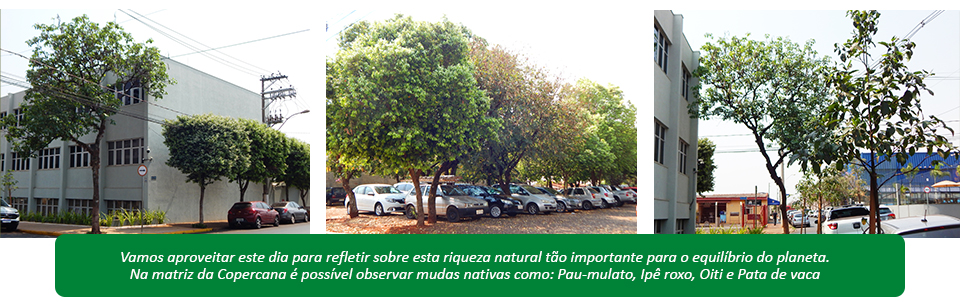 Vamos aproveitar este dia para refletir sobre esta riqueza natural tão importante para o equilíbrio do planeta.
Na matriz da Copercana é possível observar mudas nativas como: Pau-mulato, Ipê roxo, Oiti e Pata de vaca